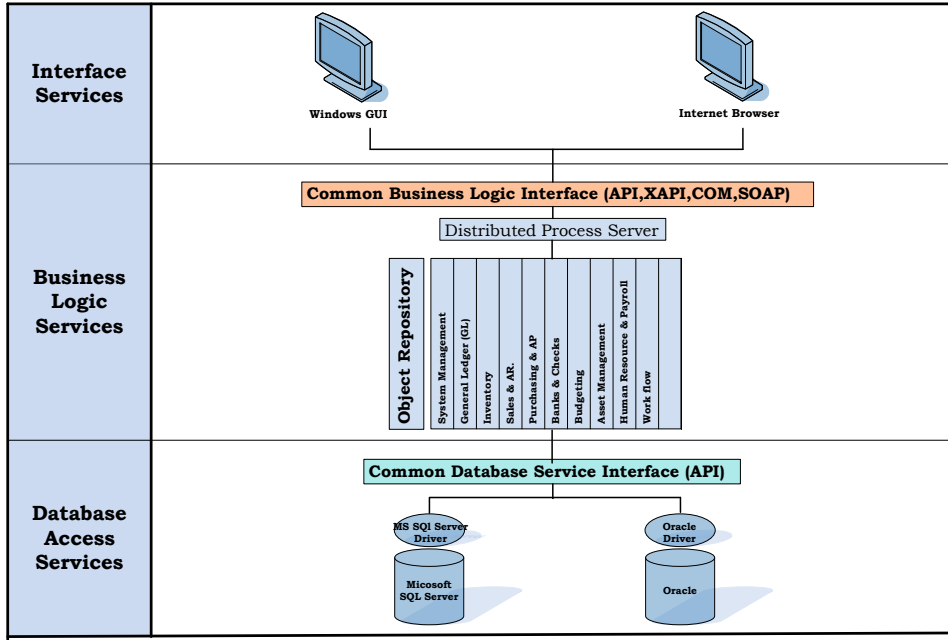 Interface
Services
Windows GUI
Internet Browser
Business
Logic
Services
Common Business Logic Interface (API,XAPI,COM,SOAP)
Distributed Process Server
Object Repository
System Management
General Ledger (GL)
Inventory
Sales & AR.
Purchasing & AP
Banks & Checks
Budgeting
Asset Management
Human Resource & Payroll
Work flow
Database
Access
Services
Common Database Service Interface (API)
MS SQl Server
Driver
Oracle
Driver
Micosoft
SQL Server
Oracle